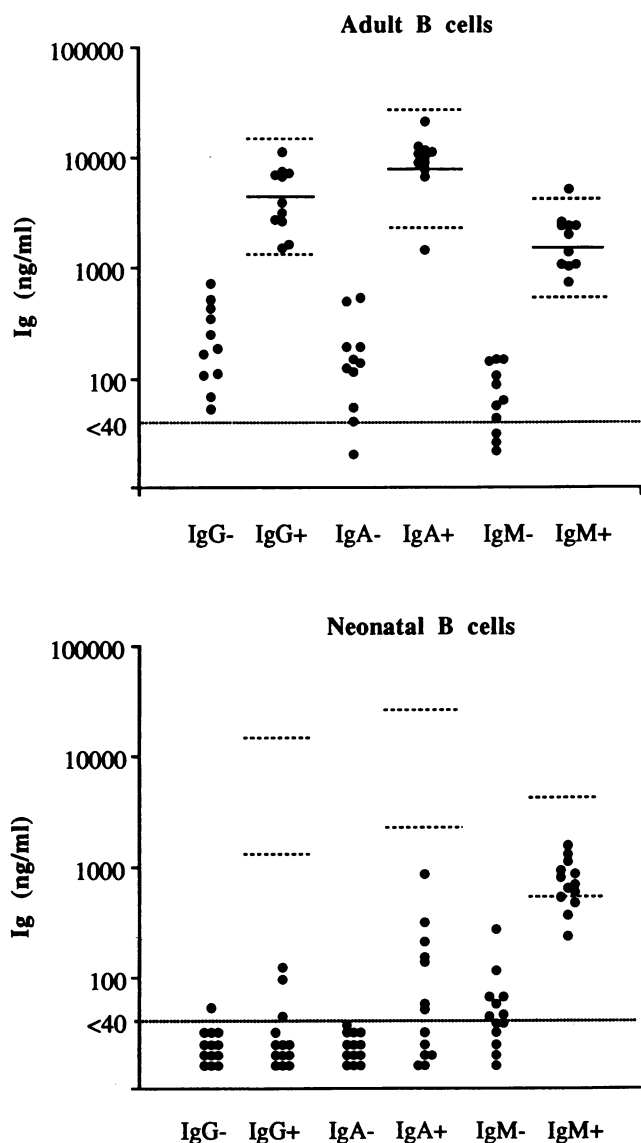 Adult B cells
100000
10000
1000
100
<40
Ig (ng/ml)
IgG- IgG+ IgA- IgA+ IgM- IgM+
Neonatal B cells
100000
10000
1000
100
<40
Ig (ng/ml)
IgG- IgG+ IgA- IgA+ IgM- IgM+